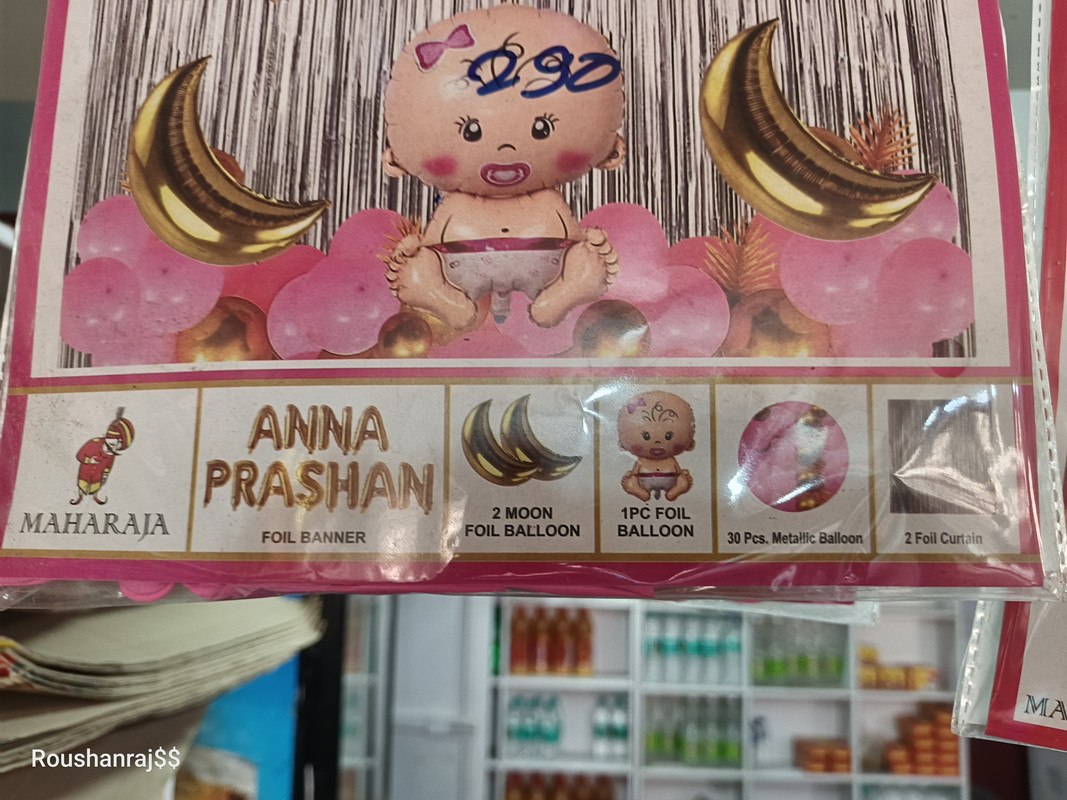 290
MAHARAJA
ANNA
PRASHAN
FOIL BANNER
2 MOON
FOIL BALLOON
1PC FOIL
BALLOON
30 Pcs. Metallic Balloon
2 Foil Curtain
MA
Roushanraj$$